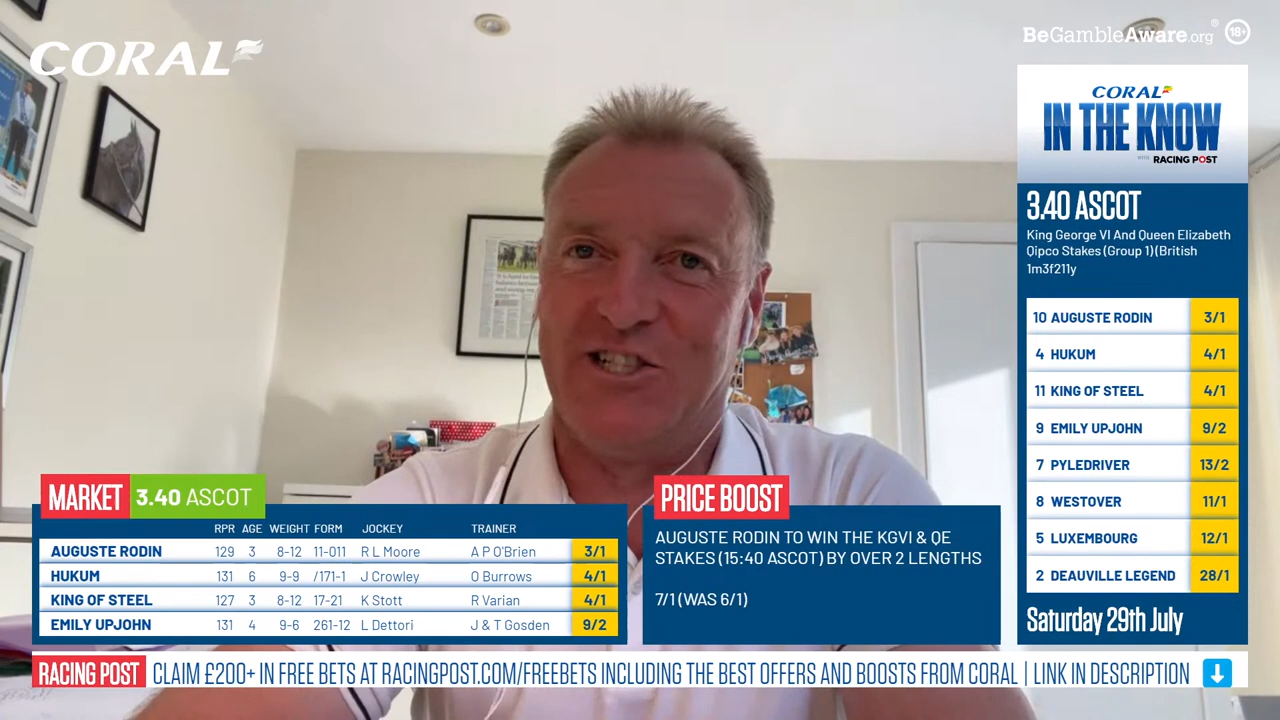 CORAL
BeGambleAware.org® 18+
CORAL
IN THE KNOW
WITH RACING POST
3.40 ASCOT
King George VI And Queen Elizabeth
Qipco Stakes (Group 1) (British
1m3f211y
10 AUGUSTE RODIN 3/1
4 HUKUM 4/1
11 KING OF STEEL 4/1
9 EMILY UPJOHN 9/2
7 PYLEDRIVER 13/2
8 WESTOVER 11/1
5 LUXEMBOURG 12/1
2 DEAUVILLE LEGEND 28/1
Saturday 29th July
MARKET 3.40 ASCOT
RPR AGE WEIGHT FORM JOCKEY TRAINER
AUGUSTE RODIN 129 3 8-12 11-011 R L Moore A P O'Brien 3/1
HUKUM 131 6 9-9 /171-1 J Crowley O Burrows 4/1
KING OF STEEL 127 3 8-12 17-21 K Stott R Varian 4/1
EMILY UPJOHN 131 4 9-6 261-12 L Dettori J & T Gosden 9/2
PRICE BOOST
AUGUSTE RODIN TO WIN THE KGVI & QE
STAKES (15:40 ASCOT) BY OVER 2 LENGTHS
7/1 (WAS 6/1)
RACING POST CLAIM £200+ IN FREE BETS AT RACINGPOST.COM/FREEBETS INCLUDING THE BEST OFFERS AND BOOSTS FROM CORAL | LINK IN DESCRIPTION